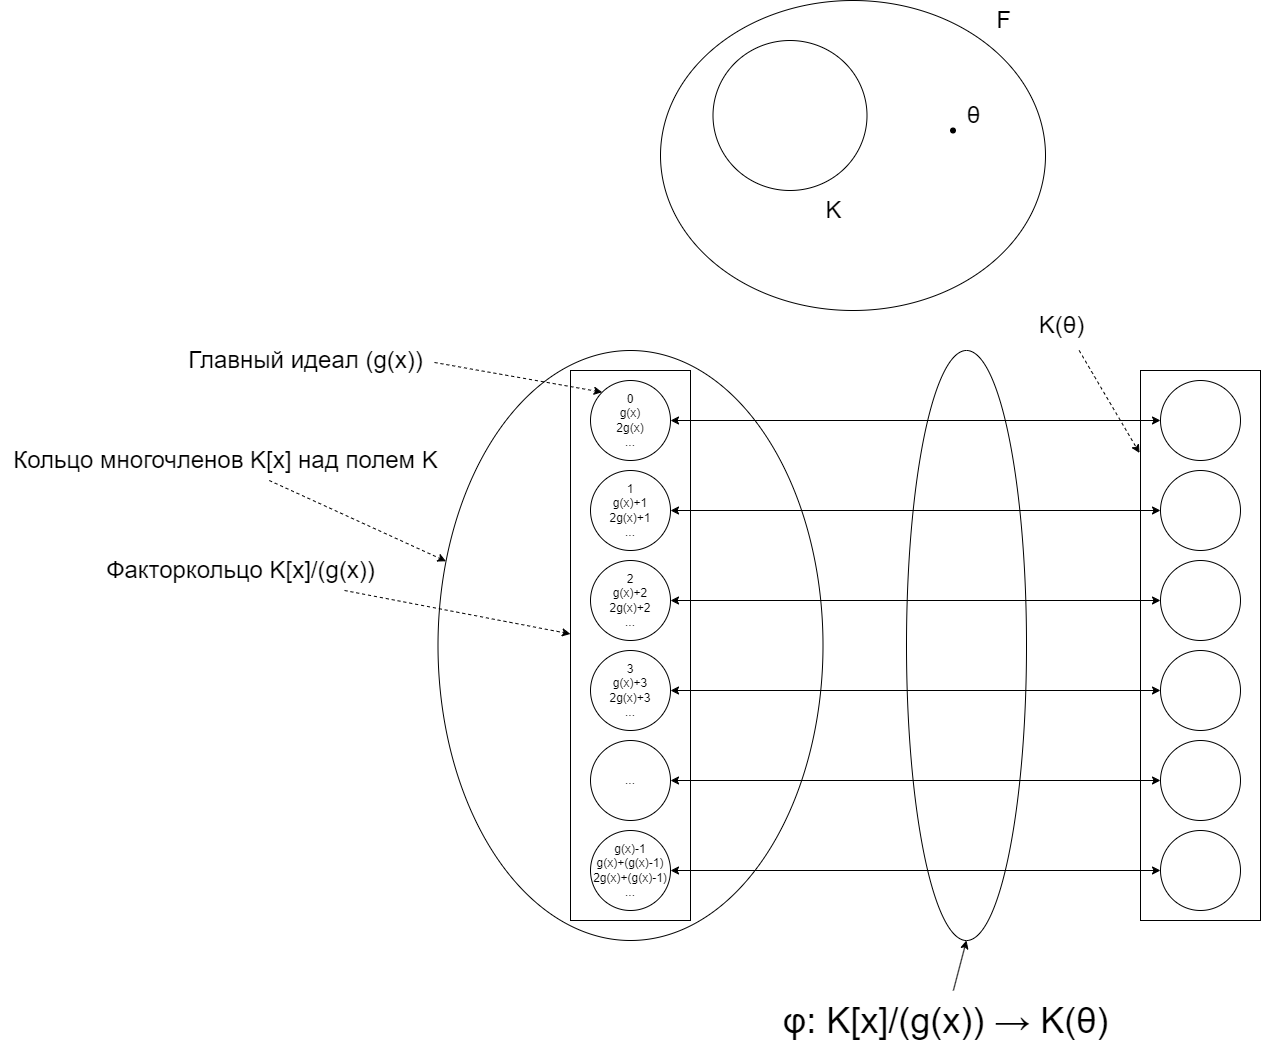 F
θ
K
K(θ)
Главный идеал (g(x))
0
g(x)
2g(x)
...
Кольцо многочленов K[x] над полем K
1
g(x)+1
2g(x)+1
...
Факторкольцо K[x]/(g(x))
2
g(x)+2
2g(x)+2
...
3
g(x)+3
2g(x)+3
...
...
g(x)-1
g(x)+(g(x)-1)
2g(x)+(g(x)-1)
...
φ: K[x]/(g(x)) → K(θ)